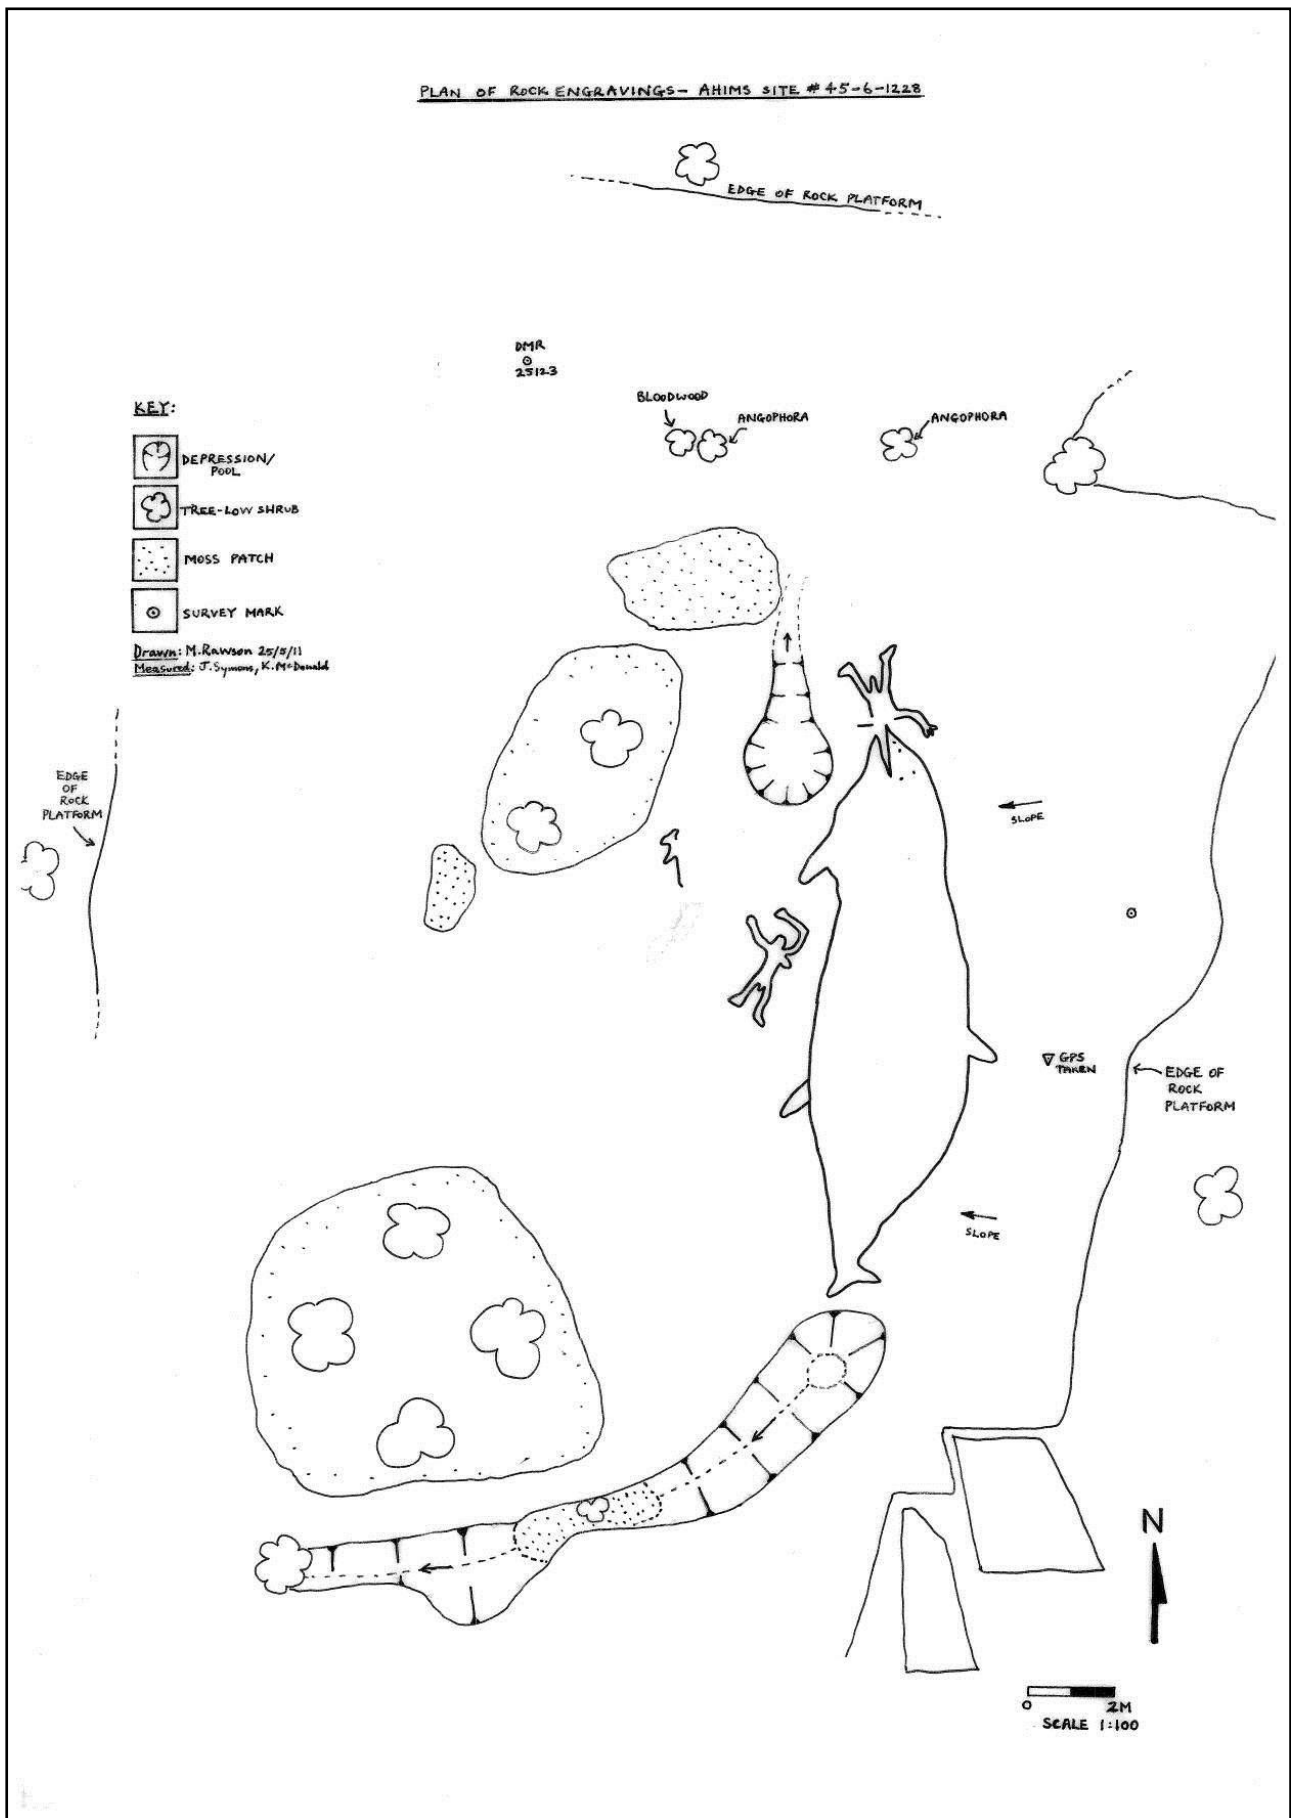 PLAN OF ROCK ENGRAVINGS- AHIMS SITE # 45-6-1228
EDGE OF ROCK PLATFORM
DMR
25123
BLOODWOOD
ANGOPHORA
ANGOPHORA
KEY:
DEPRESSION/
POOL
TREE-LOW SHRUB
MOSS PATCH
SURVEY MARK
Drawn: M.Rawson 25/5/11
Measured: J.Symons, K.McDonald
EDGE
OF
ROCK
PLATFORM
SLOPE
GPS
TAKEN
EDGE OF
ROCK
PLATFORM
SLOPE
N
0 2M
SCALE 1:100